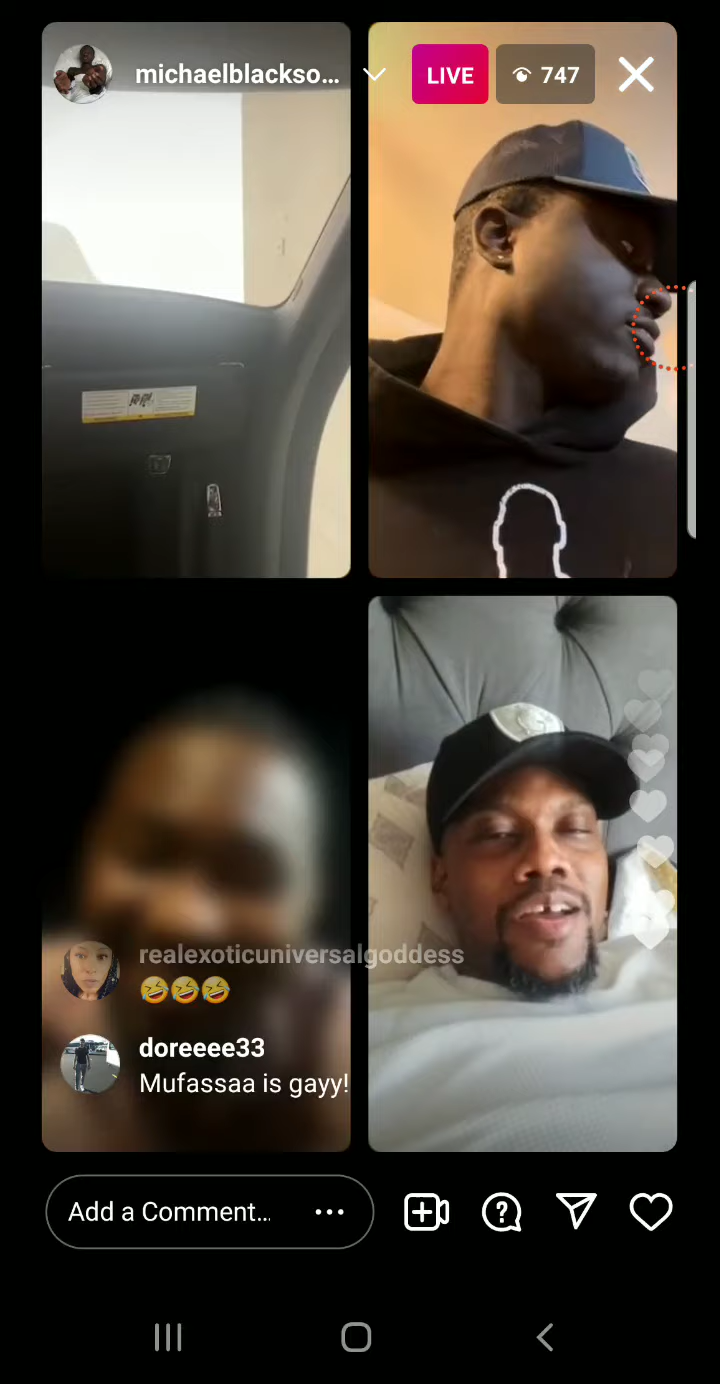 michaelblackso...
LIVE
747
realexoticuniversalgoddess
🤣🤣🤣
doreeee33
Mufassaa is gayy!
Add a Comment...